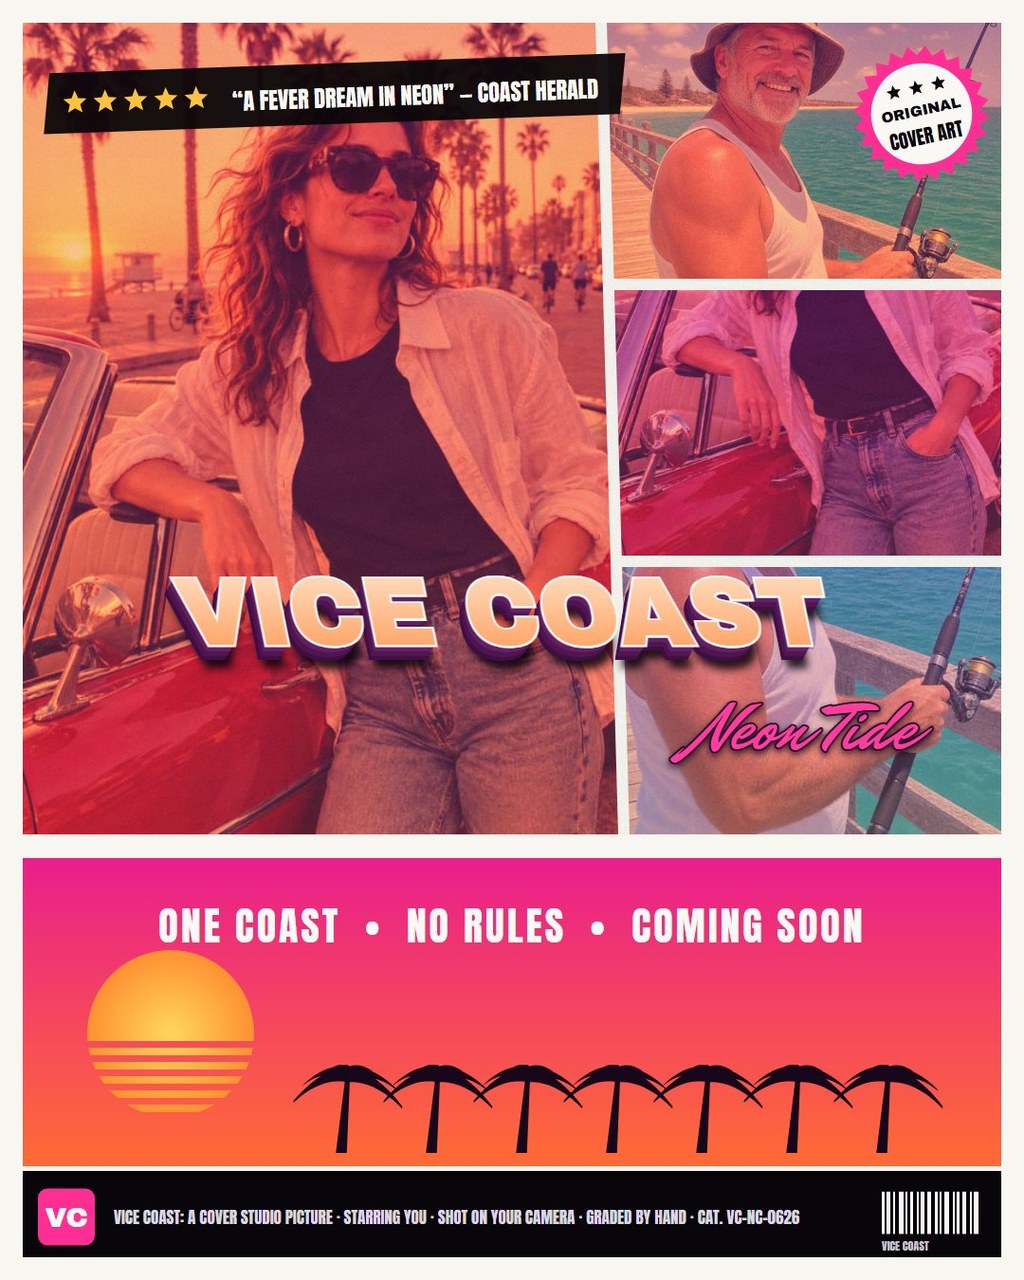 “A FEVER DREAM IN NEON” – COAST HERALD
ORIGINAL
COVER ART
VICE COAST
Neon Tide
ONE COAST • NO RULES • COMING SOON
VC
VICE COAST: A COVER STUDIO PICTURE · STARRING YOU · SHOT ON YOUR CAMERA · GRADED BY HAND · CAT. VC-NC-0626
VICE COAST